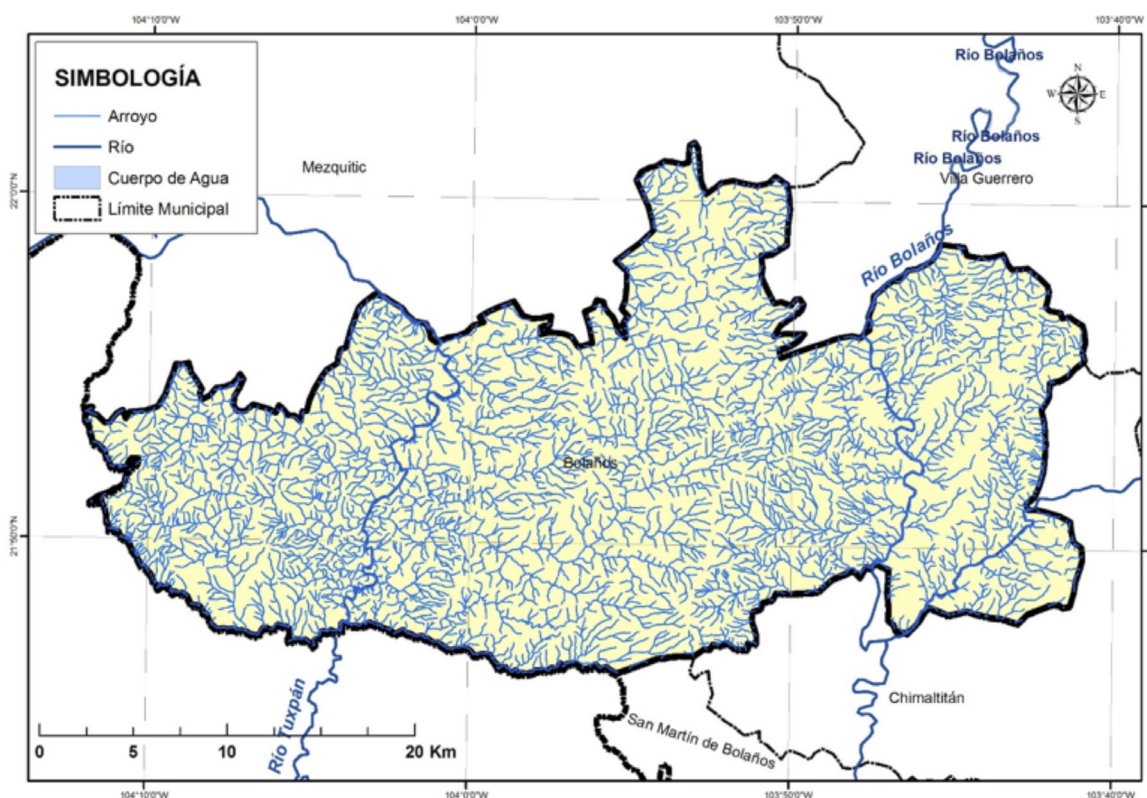 104°10'0"W 104°0'0"W 103°50'0"W 103°40'0"W
SIMBOLOGÍA
Arroyo
Río
Cuerpo de Agua
Límite Municipal
Mezquitic
Río Bolaños
N
W E
S
Río Bolaños
Río Bolaños
Villa Guerrero
22°0'0"N
Río Bolaños
Bolaños
21°50'0"N
Chimaltitán
Río Tuxpán
San Martín de Bolaños
0 5 10 20 Km
104°10'0"W 104°0'0"W 103°50'0"W 103°40'0"W